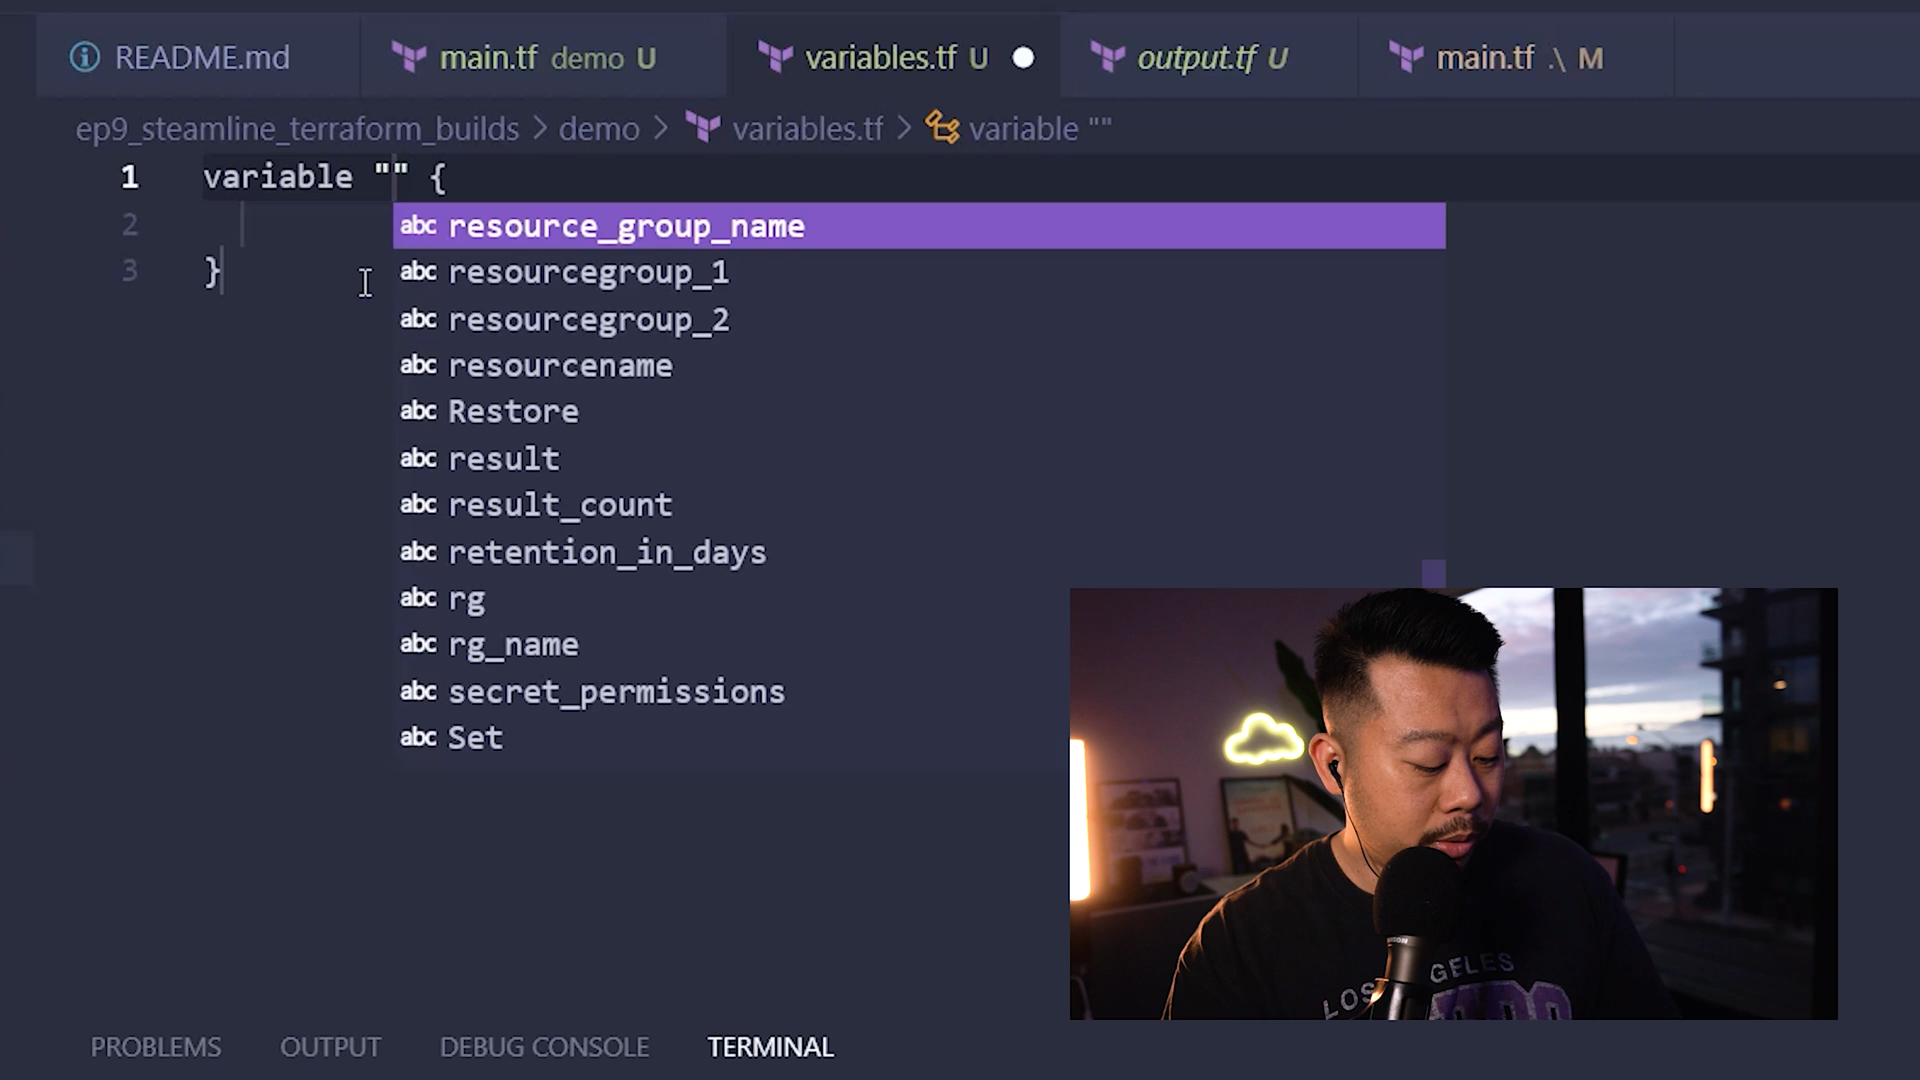 README.md
main.tf demo U
variables.tf U
output.tf U
main.tf .\ M
ep9_steamline_terraform_builds > demo > variables.tf > variable ""
1 variable "" {
2
3 }
abc resource_group_name
abc resourcegroup_1
abc resourcegroup_2
abc resourcename
abc Restore
abc result
abc result_count
abc retention_in_days
abc rg
abc rg_name
abc secret_permissions
abc Set
LOS
GELES
PROBLEMS OUTPUT DEBUG CONSOLE TERMINAL